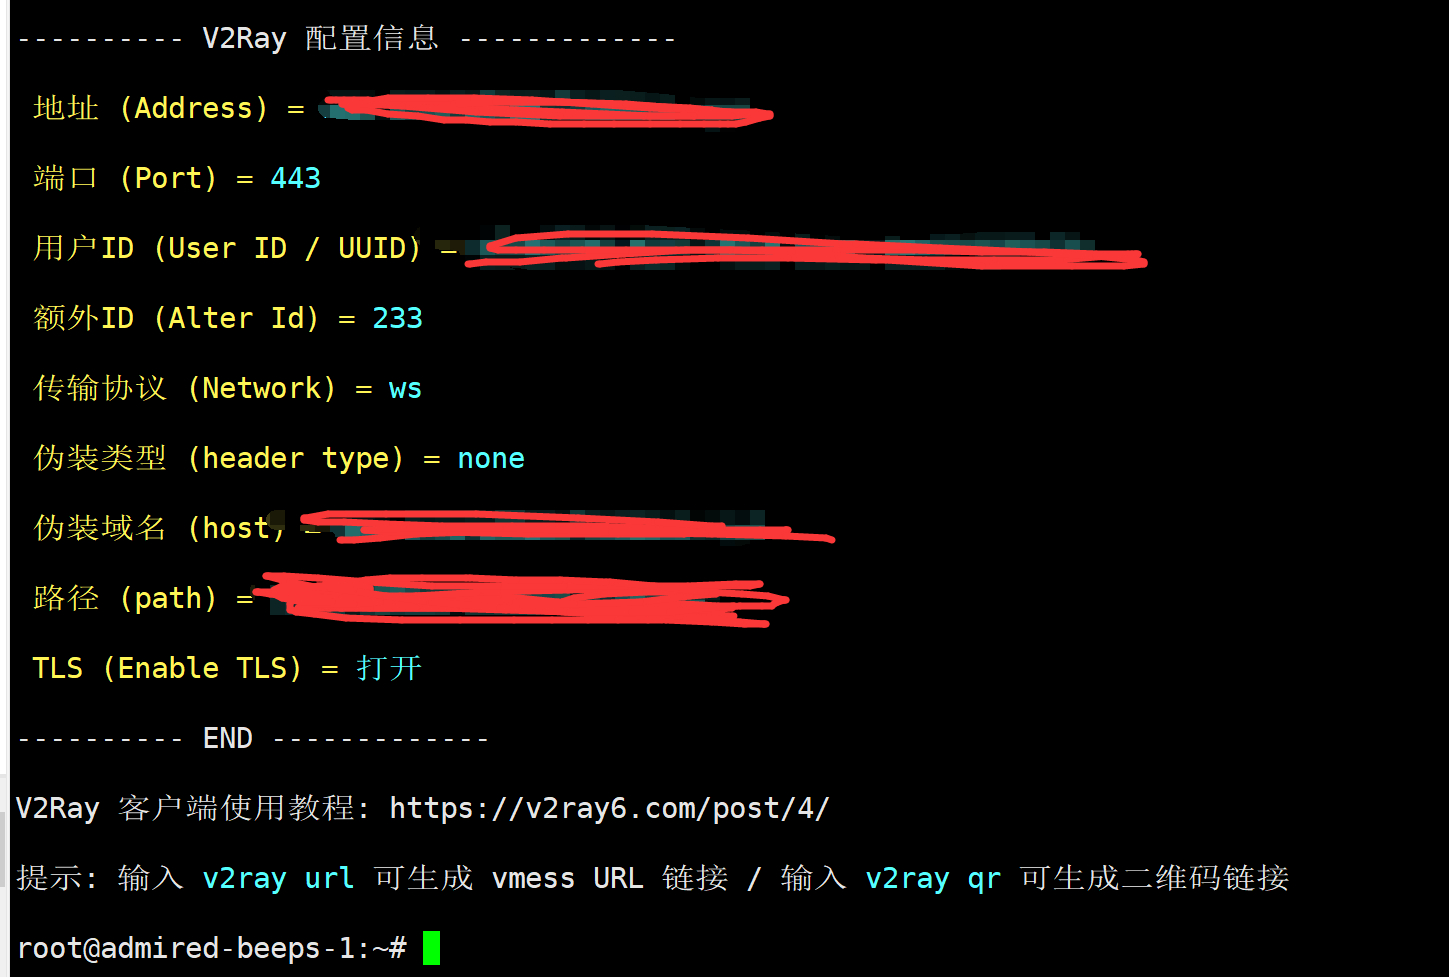 ---------- V2Ray 配置信息 -------------
地址 (Address) =
端口 (Port) = 443
用户ID (User ID / UUID) =
额外ID (Alter Id) = 233
传输协议 (Network) = ws
伪装类型 (header type) = none
伪装域名 (host) =
路径 (path) =
TLS (Enable TLS) = 打开
---------- END -------------
V2Ray 客户端使用教程: https://v2ray6.com/post/4/
提示: 输入 v2ray url 可生成 vmess URL 链接 / 输入 v2ray qr 可生成二维码链接
root@admired-beeps-1:~#